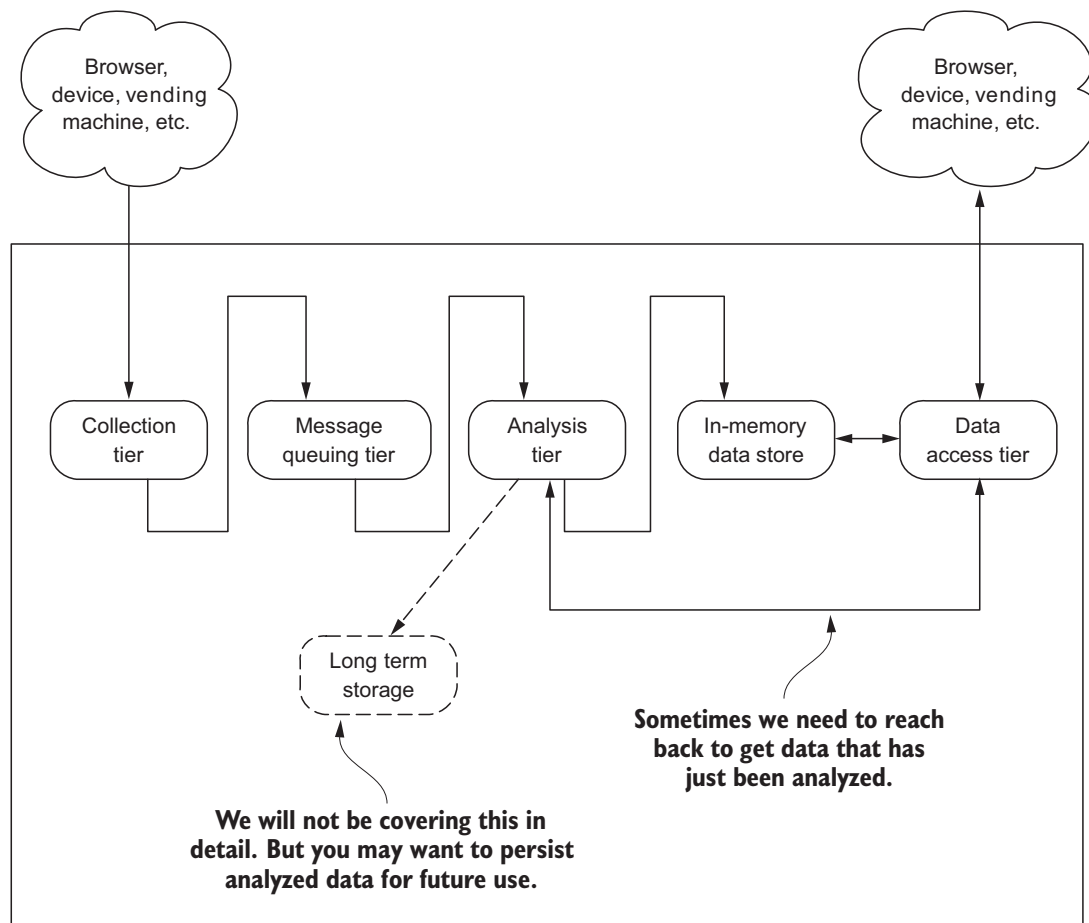 Browser,
device, vending
machine, etc.
Browser,
device, vending
machine, etc.
Collection
tier
Message
queuing tier
Analysis
tier
In-memory
data store
Data
access tier
Long term
storage
Sometimes we need to reach
back to get data that has
just been analyzed.
We will not be covering this in
detail. But you may want to persist
analyzed data for future use.